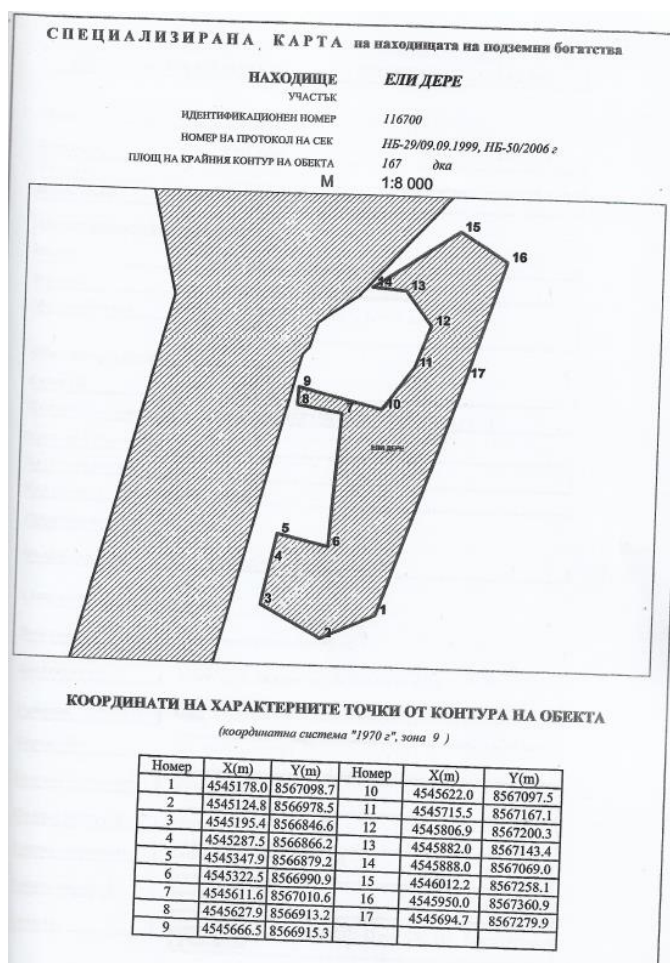 СПЕЦИАЛИЗИРАНА КАРТА на находищата на подземни богатства
НАХОДИЩЕ ЕЛИ ДЕРЕ
УЧАСТЪК
ИДЕНТИФИКАЦИОНЕН НОМЕР 116700
НОМЕР НА ПРОТОКОЛ НА СЕК НБ-29/09.09.1999, НБ-50/2006 г
ПЛОЩ НА КРАЙНИЯ КОНТУР НА ОБЕКТА 167 дка
М 1:8 000
15
16
14
13
12
11
17
9
8
7
10
ЕЛИ ДЕРЕ
5
6
4
3
1
2
КООРДИНАТИ НА ХАРАКТЕРНИТЕ ТОЧКИ ОТ КОНТУРА НА ОБЕКТА
(координатна система "1970 г", зона 9 )
Номер X(m) Y(m) Номер X(m) Y(m)
1 4545178.0 8567098.7 10 4545622.0 8567097.5
2 4545124.8 8566978.5 11 4545715.5 8567167.1
3 4545195.4 8566846.6 12 4545806.9 8567200.3
4 4545287.5 8566866.2 13 4545882.0 8567143.4
5 4545347.9 8566879.2 14 4545888.0 8567069.0
6 4545322.5 8566990.9 15 4546012.2 8567258.1
7 4545611.6 8567010.6 16 4545950.0 8567360.9
8 4545627.9 8566913.2 17 4545694.7 8567279.9
9 4545666.5 8566915.3